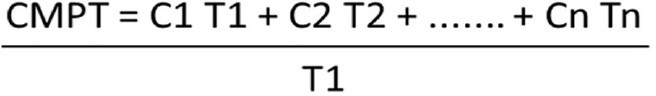 CMPT = C1 T1 + C2 T2 + ....... + Cn Tn
T1